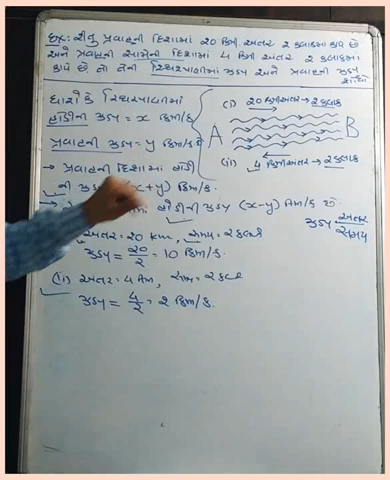 Ex:- રીતુ પ્રવાહની દિશામાં 20 કિમી અંતર 2 કલાકમાં કાપે છે
અને પ્રવાહની સામેની દિશામાં 4 કિમી અંતર 2 કલાકમાં
કાપે છે, તો તેની સ્થિરપાણીમાં ઝડપ અને પ્રવાહની ઝડપ
શોધો
ધારો કે સ્થિરપાણીમાં
હોડીની ઝડપ = x કિમી/ક
પ્રવાહની ઝડપ = y કિમી/ક
→ પ્રવાહની દિશામાં હોડી
ની (x+y) કિમી/ક.
હોડીની ઝડપ (x-y) કિમી/ક
(i) 20 કિમી અંતર → 2 કલાક
A B
(ii) 4 કિમી અંતર → 2 કલાક
ઝડપ = અંતર / સમય
અંતર = 20 km, સમય = 2 કલાક
ઝડપ = 20/2 = 10 કિમી/ક.
(ii) અંતર = 4 કિમી, સમય = 2 કલાક
ઝડપ = 4/2 = 2 કિમી/ક.